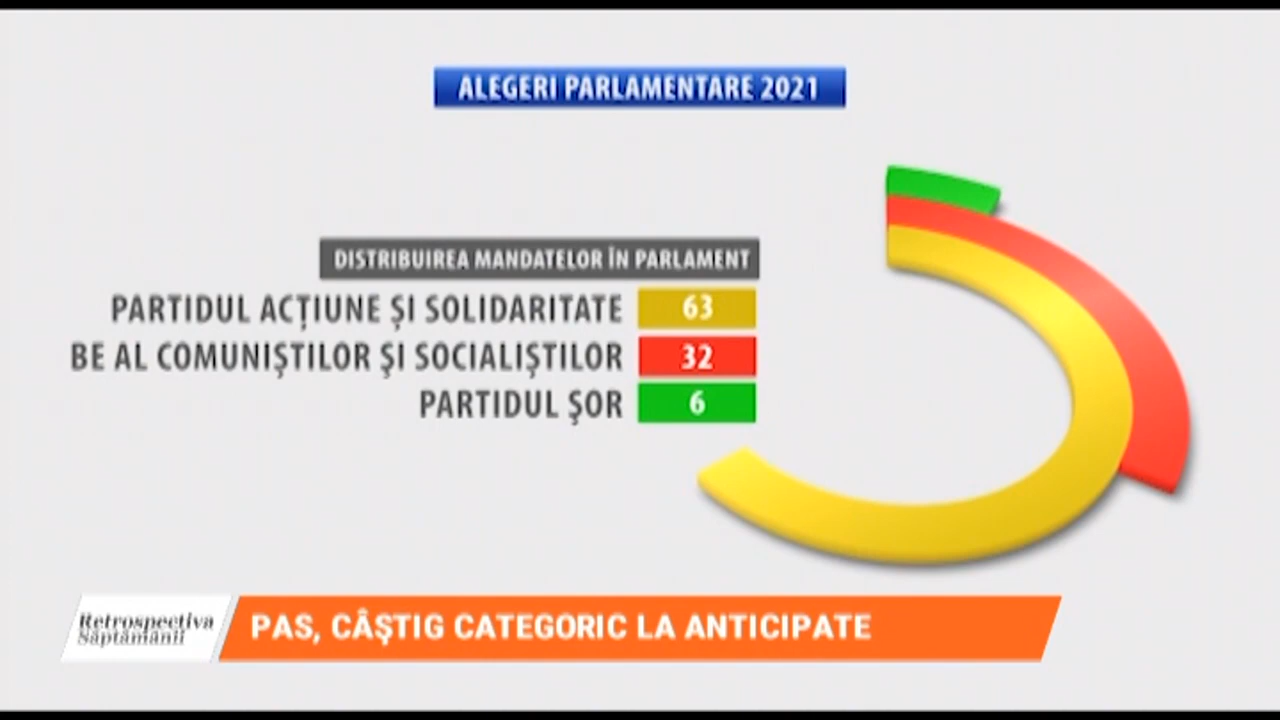 ALEGERI PARLAMENTARE 2021
DISTRIBUIREA MANDATELOR ÎN PARLAMENT
PARTIDUL ACȚIUNE ȘI SOLIDARITATE 63
BE AL COMUNIȘTILOR ȘI SOCIALIȘTILOR 32
PARTIDUL ȘOR 6
Retrospectiva
Săptămânii
PAS, CÂȘTIG CATEGORIC LA ANTICIPATE